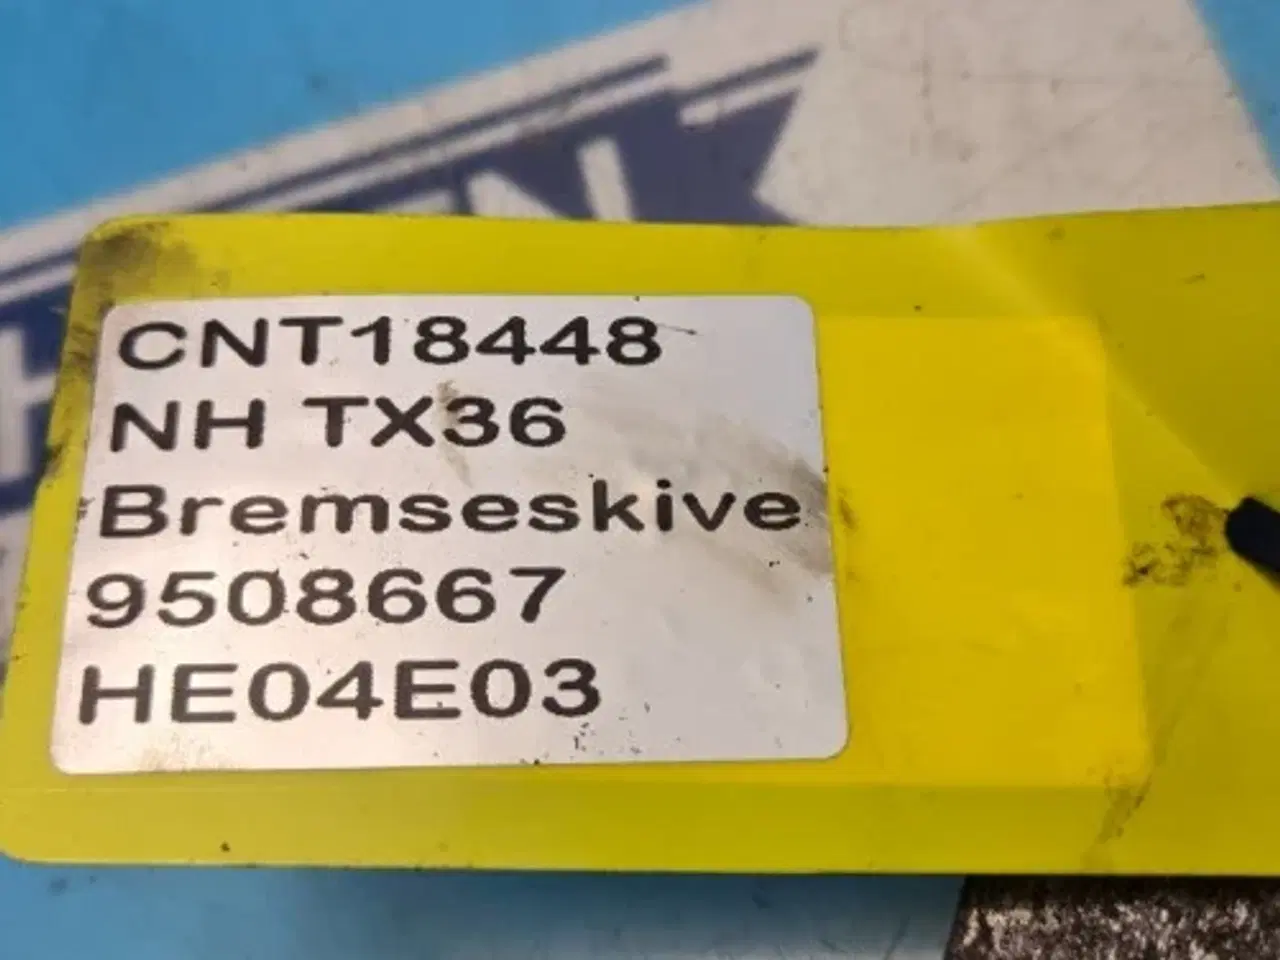 CNT18448
NH TX36
Bremseskive
9508667
HE04E03